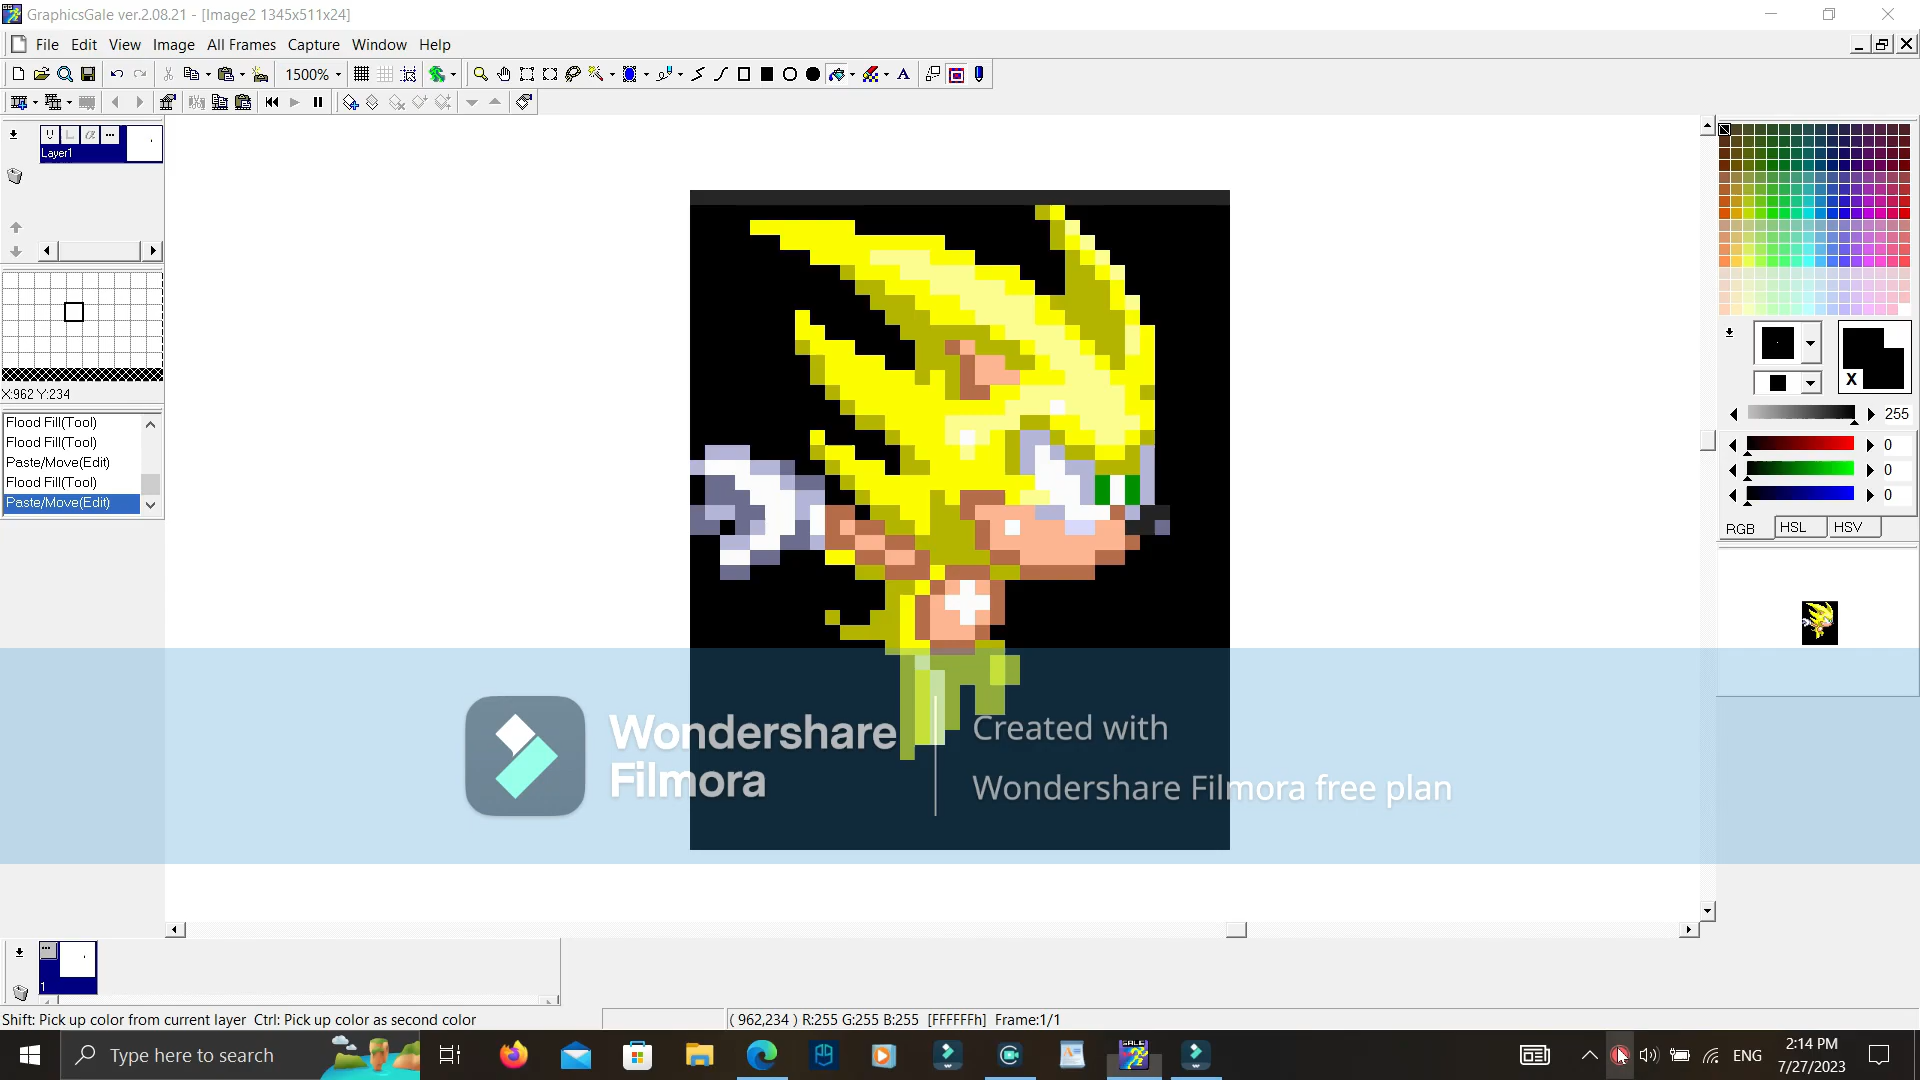 GraphicsGale ver.2.08.21 - [Image2 1345x511x24]
File Edit View Image All Frames Capture Window Help
1500%
A
Layer1
X:962 Y:234
Flood Fill(Tool)
Flood Fill(Tool)
Paste/Move(Edit)
Flood Fill(Tool)
Paste/Move(Edit)
X
255
0
0
0
RGB HSL HSV
Wondershare
Filmora
Created with
Wondershare Filmora free plan
1
Shift: Pick up color from current layer Ctrl: Pick up color as second color
( 962,234 ) R:255 G:255 B:255 [FFFFFFh] Frame:1/1
Type here to search
ENG
2:14 PM
7/27/2023